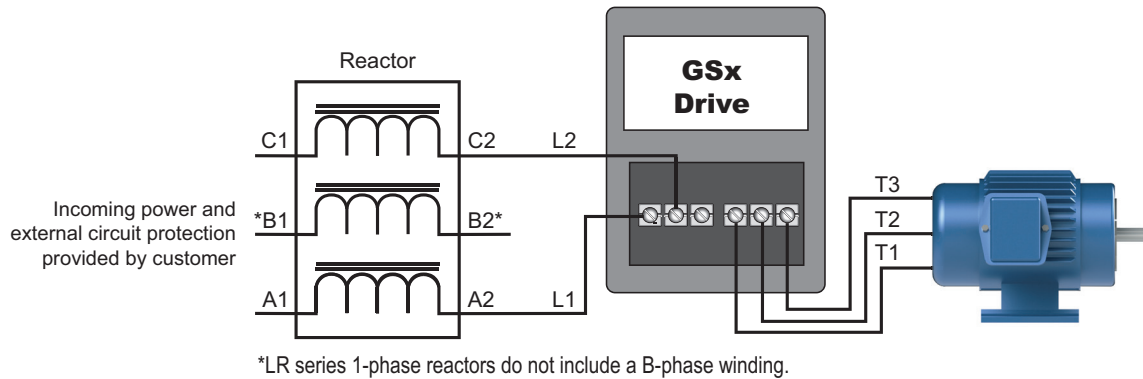 Reactor
GSx
Drive
C1
C2
L2
*B1
B2*
Incoming power and
external circuit protection
provided by customer
A1
A2
L1
T3
T2
T1
*LR series 1-phase reactors do not include a B-phase winding.